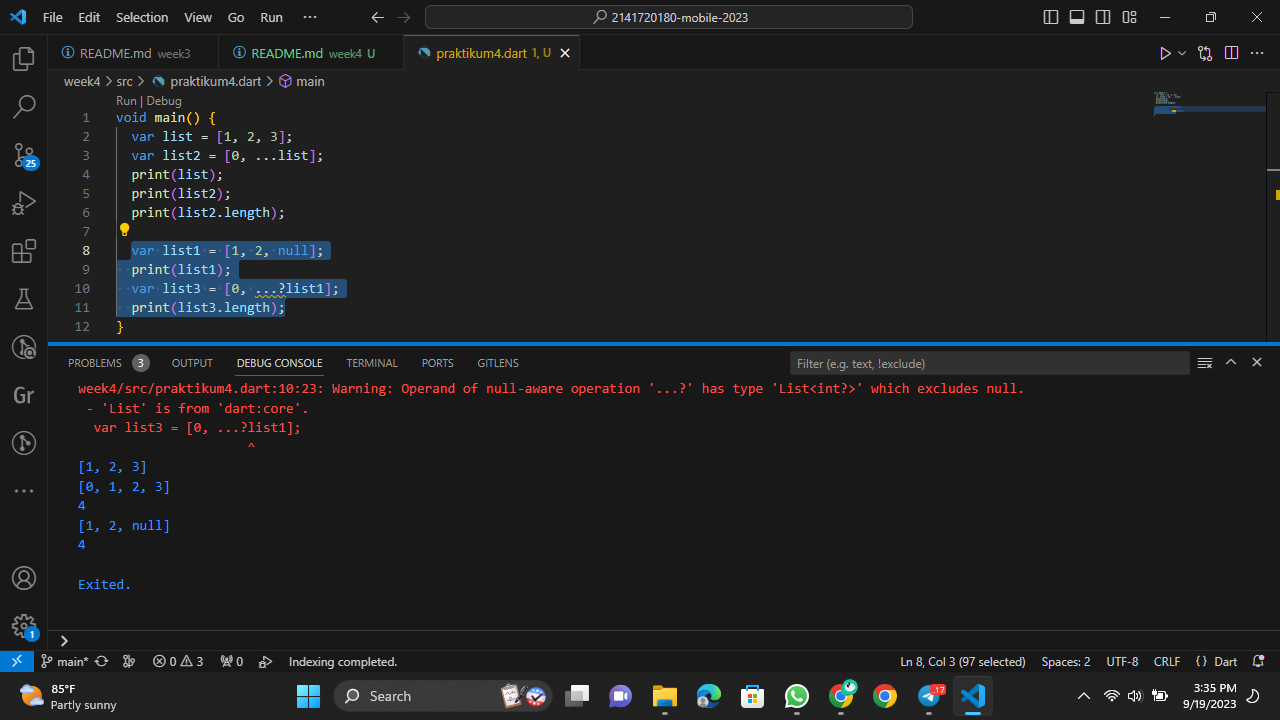 File Edit Selection View Go Run ··· 2141720180-mobile-2023
README.md week3 README.md week4 U praktikum4.dart 1, U
week4 > src > praktikum4.dart > main
Run | Debug
1 void main() {
2 var list = [1, 2, 3];
3 var list2 = [0, ...list];
4 print(list);
5 print(list2);
6 print(list2.length);
7
8 var list1 = [1, 2, null];
9 print(list1);
10 var list3 = [0, ...?list1];
11 print(list3.length);
12 }
PROBLEMS 3 OUTPUT DEBUG CONSOLE TERMINAL PORTS GITLENS Filter (e.g. text, !exclude)
week4/src/praktikum4.dart:10:23: Warning: Operand of null-aware operation '...?' has type 'List<int?>' which excludes null.
- 'List' is from 'dart:core'.
var list3 = [0, ...?list1];
^
[1, 2, 3]
[0, 1, 2, 3]
4
[1, 2, null]
4
Exited.
25
Gr
1
>
main* 0 3 0 Indexing completed. Ln 8, Col 3 (97 selected) Spaces: 2 UTF-8 CRLF {} Dart
85°F
Partly sunny
Search
..17
3:35 PM
9/19/2023